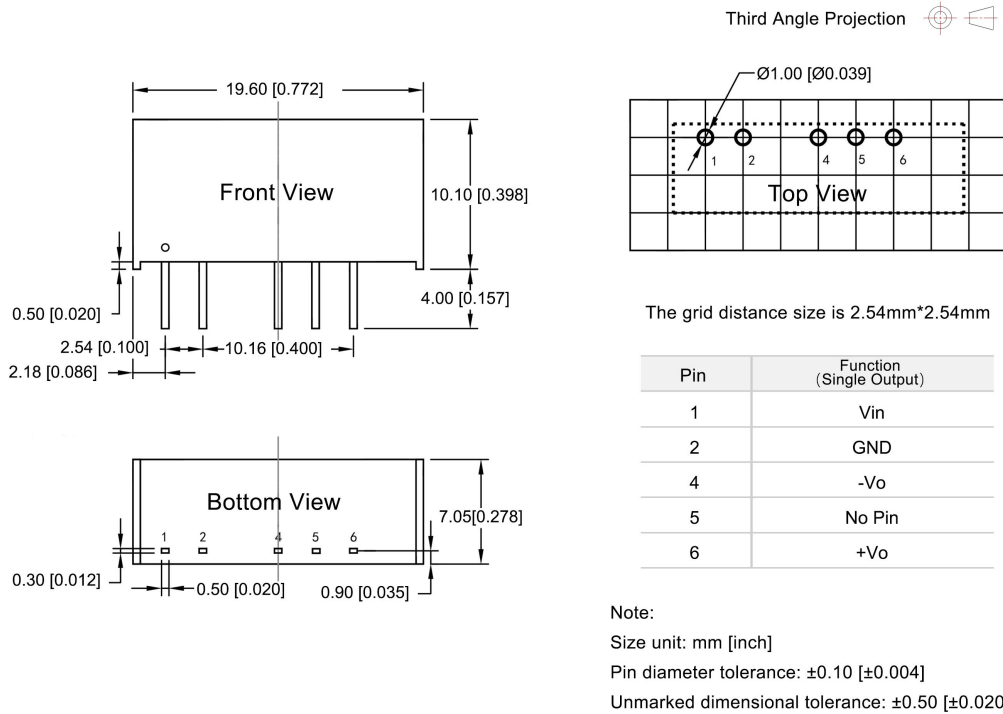 Third Angle Projection
19.60 [0.772]
Front View
10.10 [0.398]
4.00 [0.157]
0.50 [0.020]
2.54 [0.100]
10.16 [0.400]
2.18 [0.086]
Ø1.00 [Ø0.039]
1 2 4 5 6
Top View
The grid distance size is 2.54mm*2.54mm
Bottom View
7.05[0.278]
1 2 4 5 6
0.30 [0.012]
0.50 [0.020]
0.90 [0.035]
Pin Function
(Single Output)
1 Vin
2 GND
4 -Vo
5 No Pin
6 +Vo
Note:
Size unit: mm [inch]
Pin diameter tolerance: ±0.10 [±0.004]
Unmarked dimensional tolerance: ±0.50 [±0.020